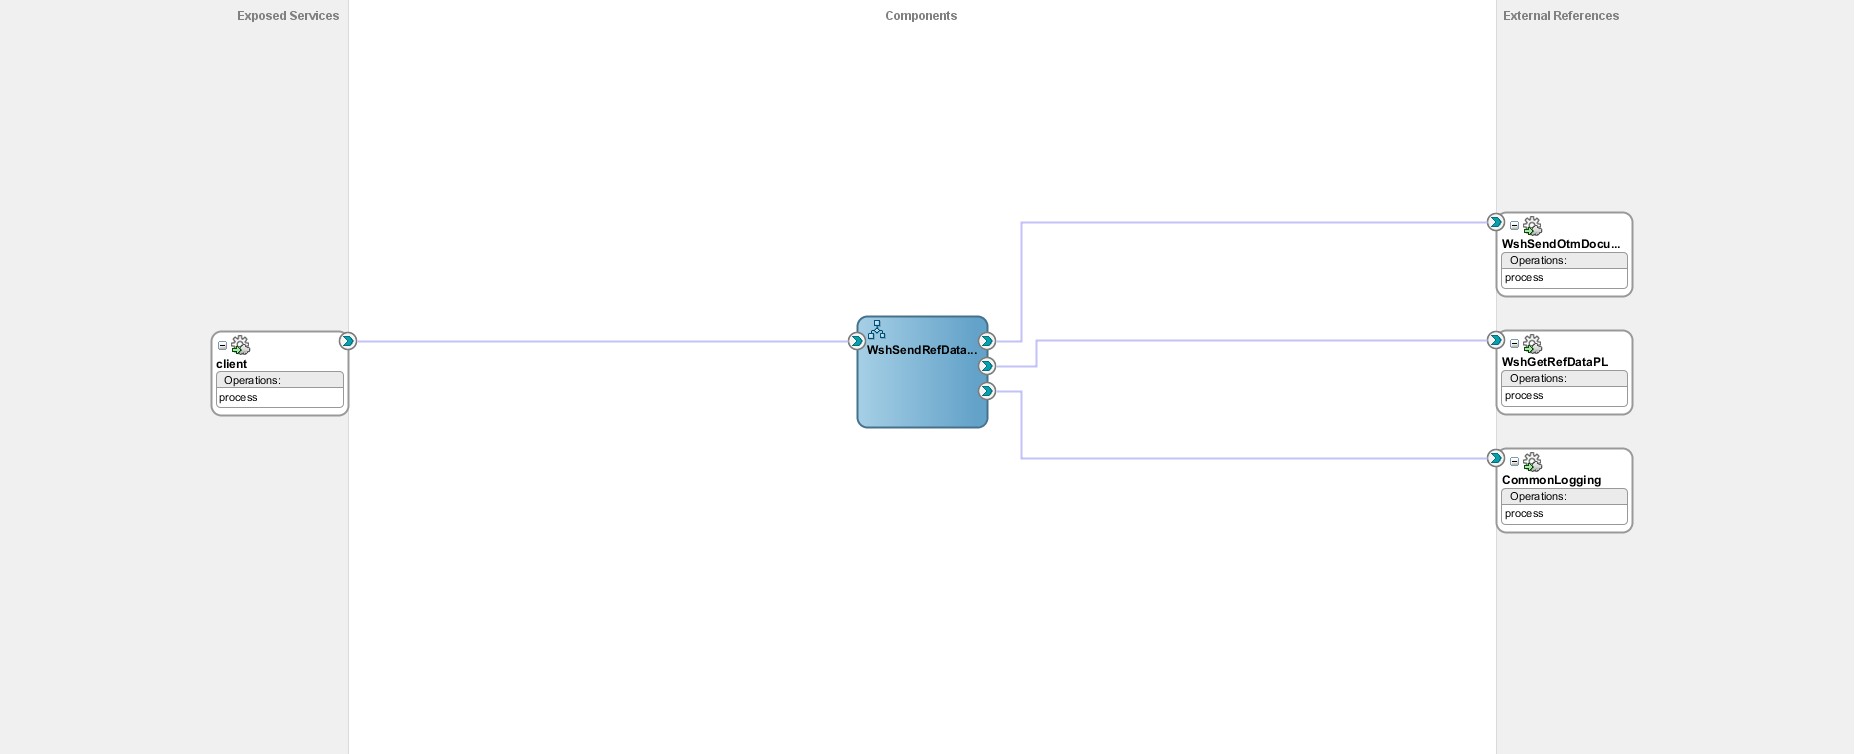 Exposed Services
Components
External References
client
Operations:
process
WshSendRefData...
WshSendOtmDocu...
Operations:
process
WshGetRefDataPL
Operations:
process
CommonLogging
Operations:
process